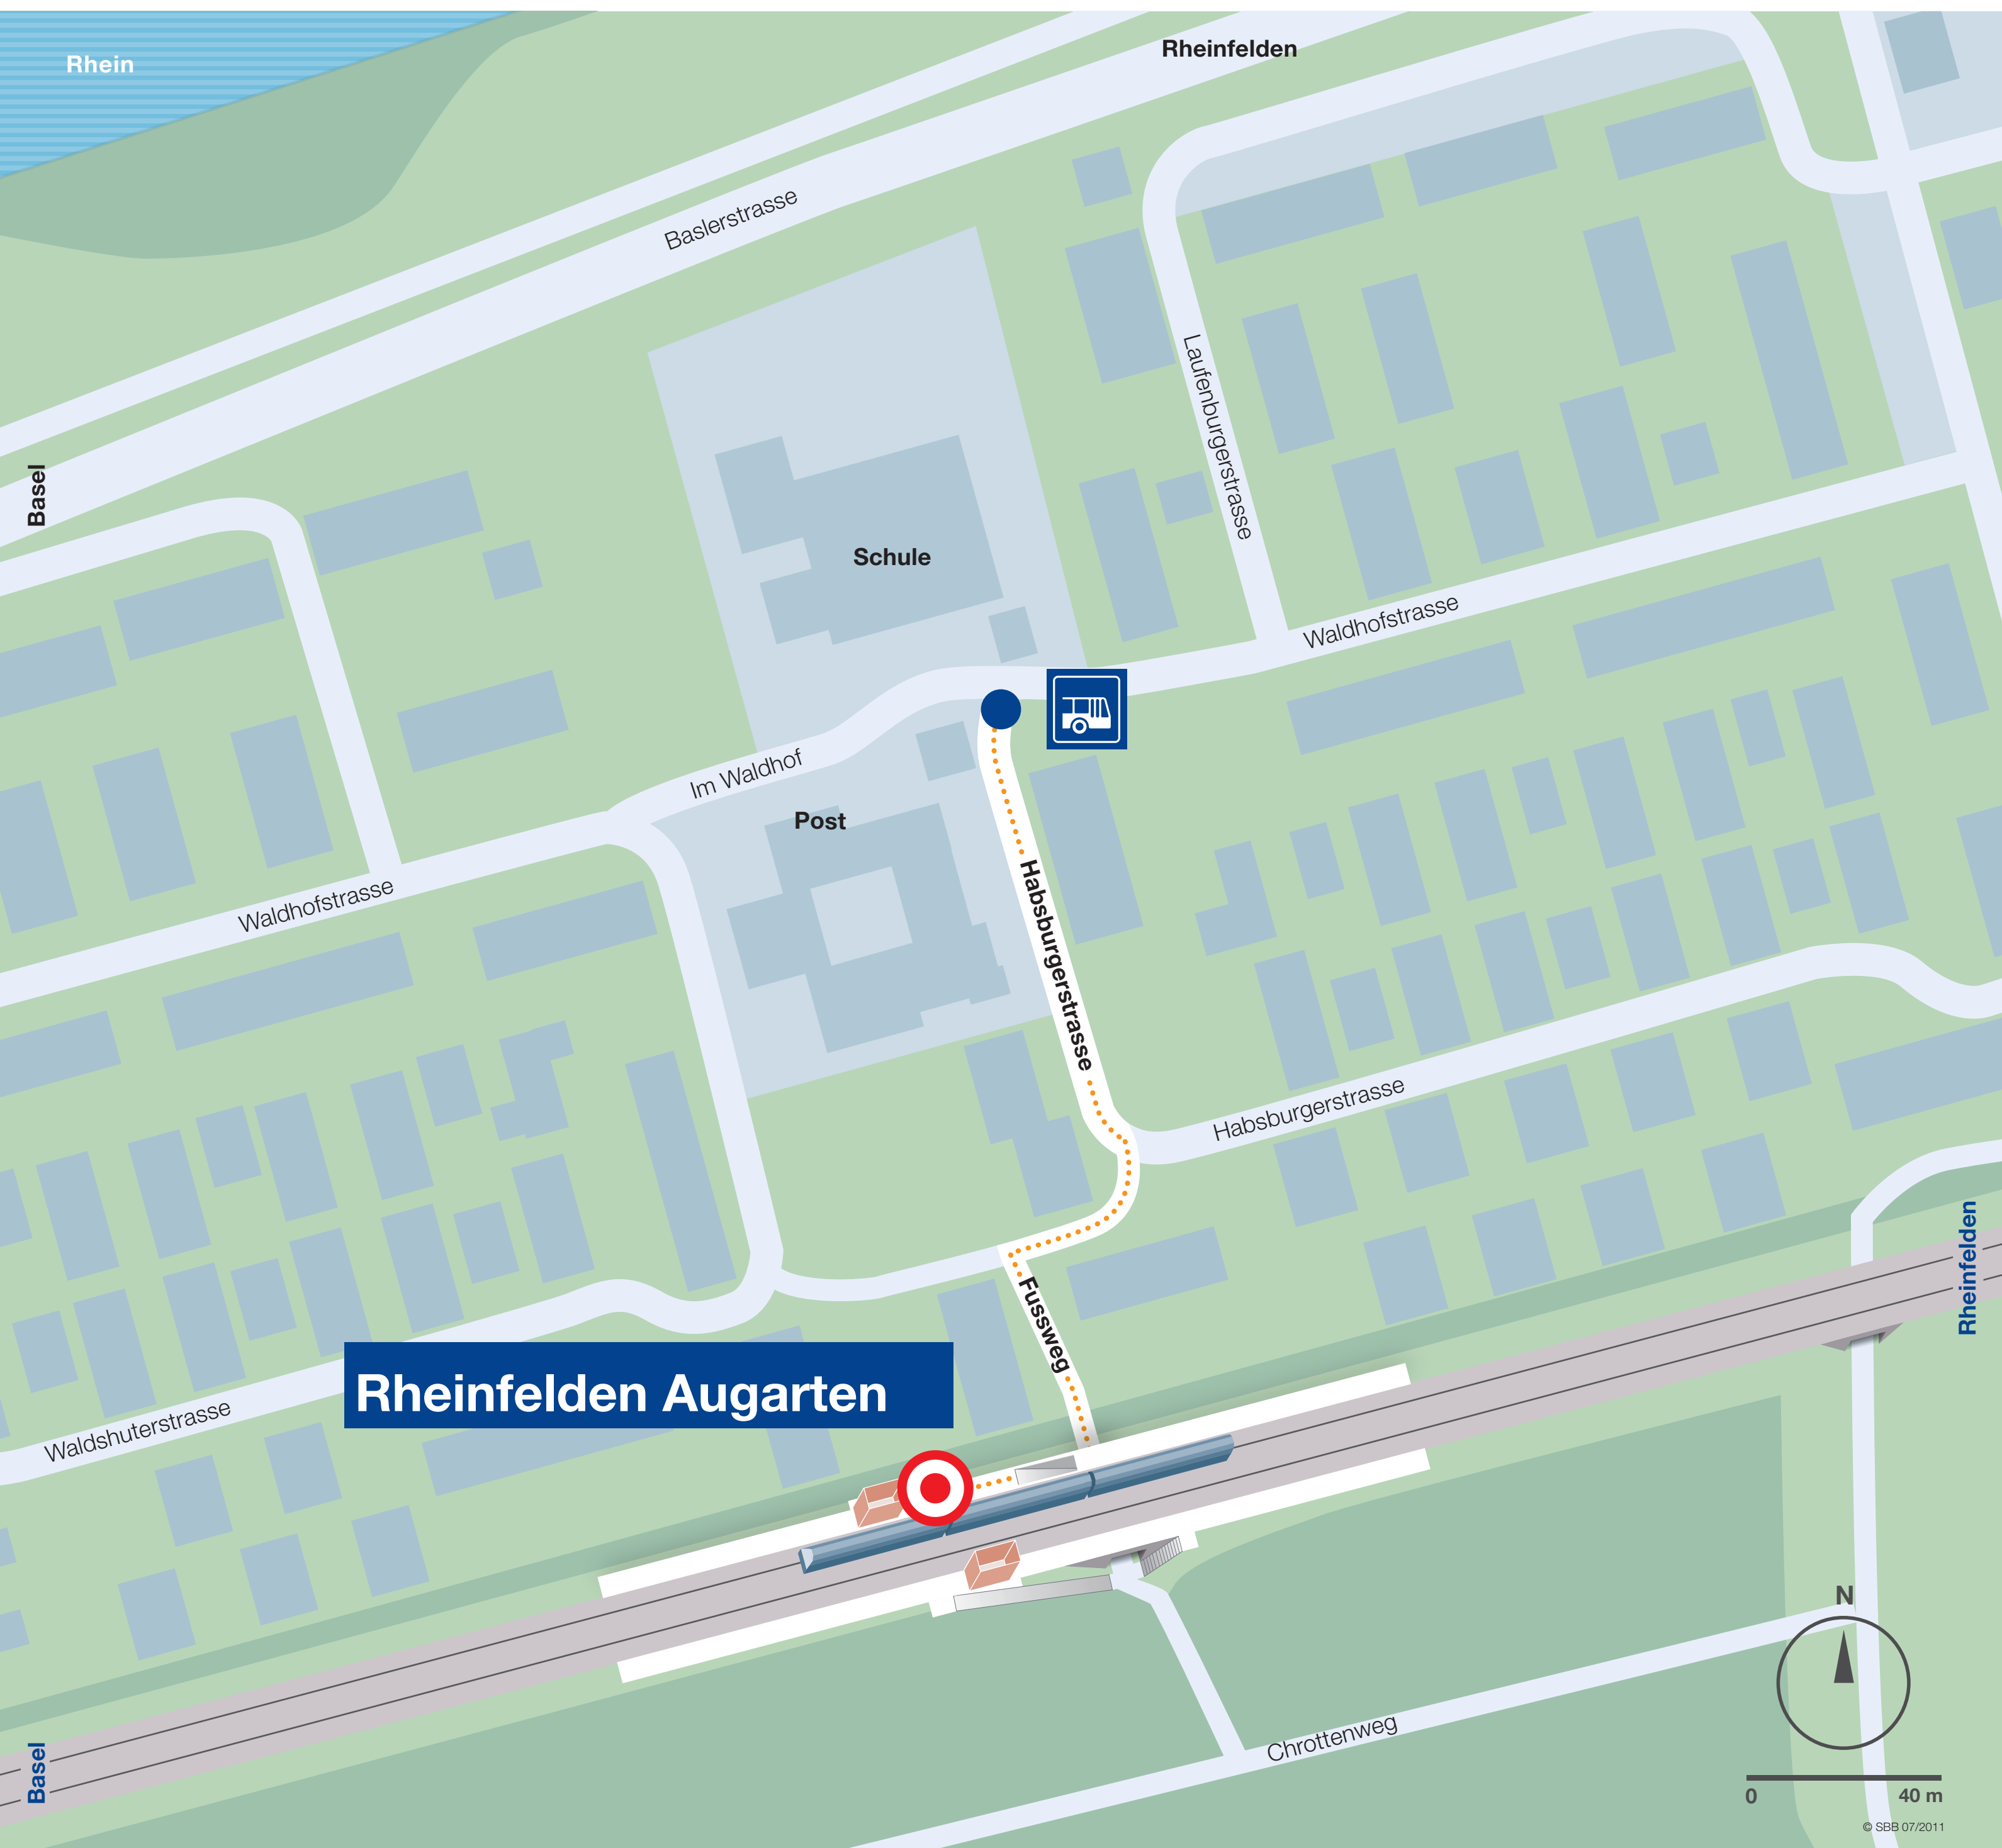 Rheinfelden
Rhein
Baslerstrasse
Laufenburgerstrasse
Basel
Schule
Waldhofstrasse
Im Waldhof
Post
Waldhofstrasse
Habsburgerstrasse
Habsburgerstrasse
Rheinfelden
Fussweg
Rheinfelden Augarten
Waldshuterstrasse
N
Chrottenweg
Basel
0 40 m
© SBB 07/2011